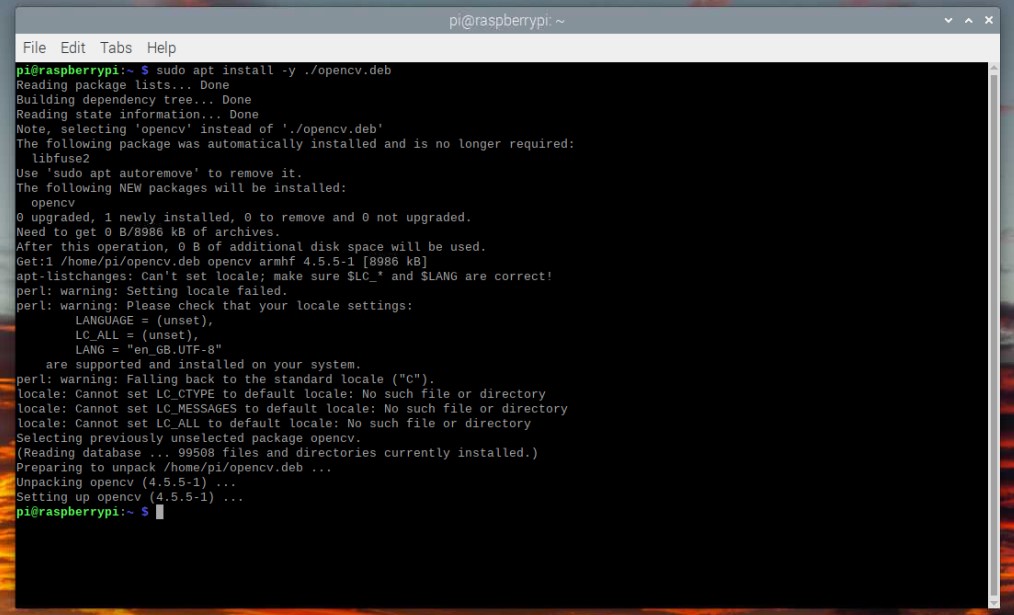 pi@raspberrypi: ~
File Edit Tabs Help
pi@raspberrypi:~ $ sudo apt install -y ./opencv.deb
Reading package lists... Done
Building dependency tree... Done
Reading state information... Done
Note, selecting 'opencv' instead of './opencv.deb'
The following package was automatically installed and is no longer required:
  libfuse2
Use 'sudo apt autoremove' to remove it.
The following NEW packages will be installed:
  opencv
0 upgraded, 1 newly installed, 0 to remove and 0 not upgraded.
Need to get 0 B/8986 kB of archives.
After this operation, 0 B of additional disk space will be used.
Get:1 /home/pi/opencv.deb opencv armhf 4.5.5-1 [8986 kB]
apt-listchanges: Can't set locale; make sure $LC_* and $LANG are correct!
perl: warning: Setting locale failed.
perl: warning: Please check that your locale settings:
        LANGUAGE = (unset),
        LC_ALL = (unset),
        LANG = "en_GB.UTF-8"
    are supported and installed on your system.
perl: warning: Falling back to the standard locale ("C").
locale: Cannot set LC_CTYPE to default locale: No such file or directory
locale: Cannot set LC_MESSAGES to default locale: No such file or directory
locale: Cannot set LC_ALL to default locale: No such file or directory
Selecting previously unselected package opencv.
(Reading database ... 99508 files and directories currently installed.)
Preparing to unpack /home/pi/opencv.deb ...
Unpacking opencv (4.5.5-1) ...
Setting up opencv (4.5.5-1) ...
pi@raspberrypi:~ $